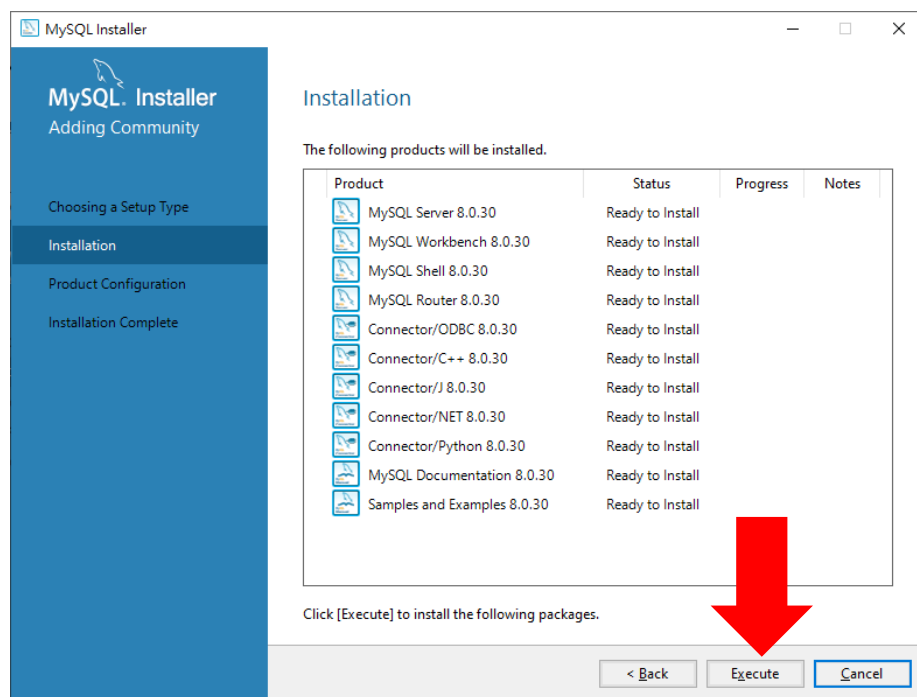 MySQL Installer
MySQL. Installer
Adding Community
Choosing a Setup Type
Installation
Product Configuration
Installation Complete
Installation
The following products will be installed.
Product Status Progress Notes
MySQL Server 8.0.30 Ready to Install
MySQL Workbench 8.0.30 Ready to Install
MySQL Shell 8.0.30 Ready to Install
MySQL Router 8.0.30 Ready to Install
Connector/ODBC 8.0.30 Ready to Install
Connector/C++ 8.0.30 Ready to Install
Connector/J 8.0.30 Ready to Install
Connector/NET 8.0.30 Ready to Install
Connector/Python 8.0.30 Ready to Install
MySQL Documentation 8.0.30 Ready to Install
Samples and Examples 8.0.30 Ready to Install
Click [Execute] to install the following packages.
< Back Execute Cancel